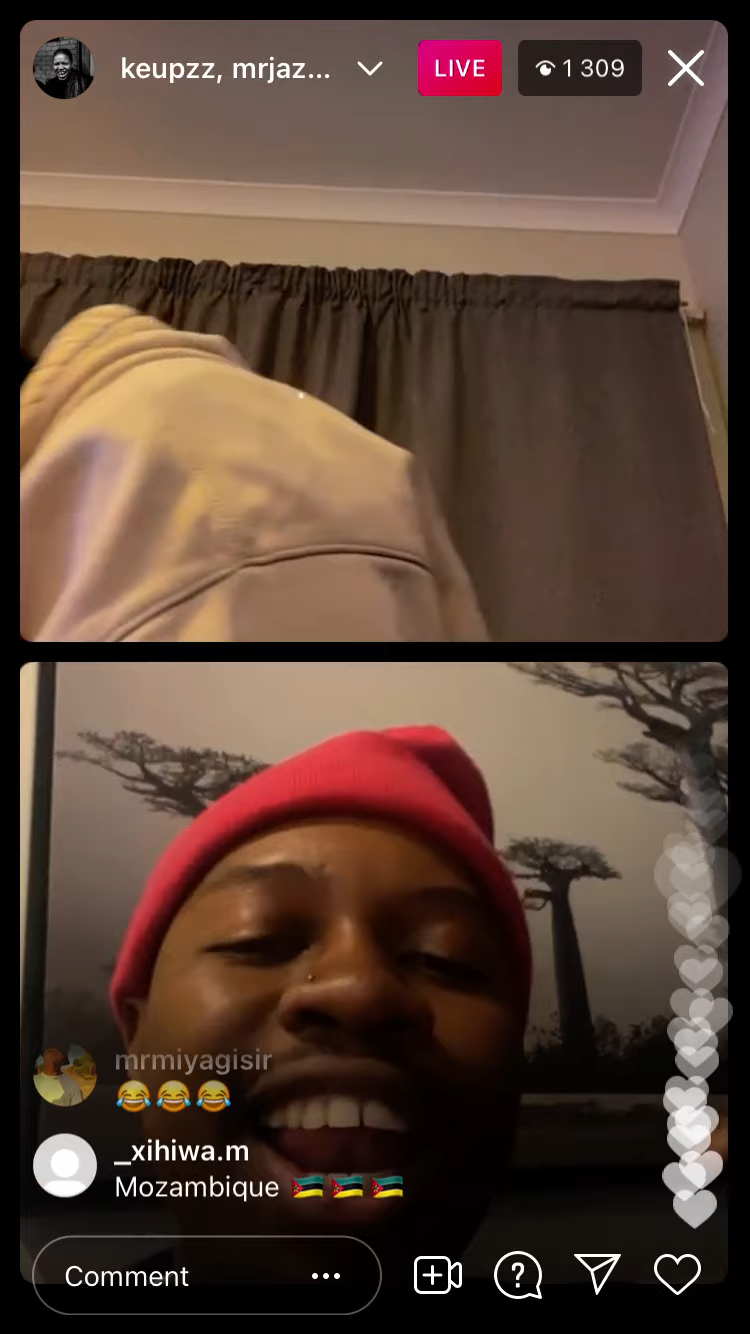 keupzz, mrjaz...
LIVE
1 309
mrmiyagisir
😂😂😂
_xihiwa.m
Mozambique 🇲🇿🇲🇿🇲🇿
Comment